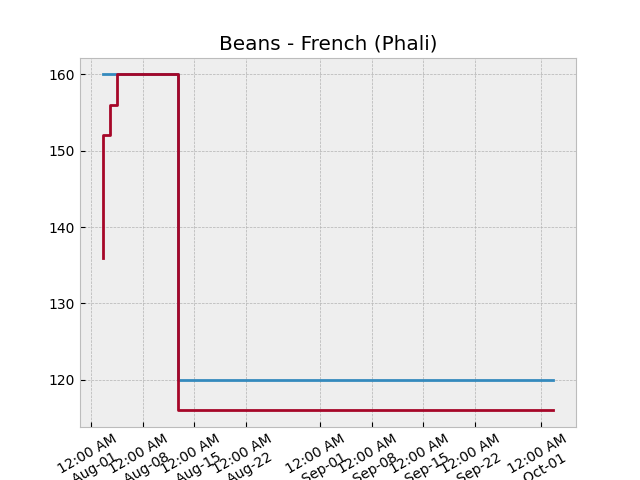 Beans - French (Phali)
160
150
140
130
120
12:00 AM
Aug-01
12:00 AM
Aug-08
12:00 AM
Aug-15
12:00 AM
Aug-22
12:00 AM
Sep-01
12:00 AM
Sep-08
12:00 AM
Sep-15
12:00 AM
Sep-22
12:00 AM
Oct-01